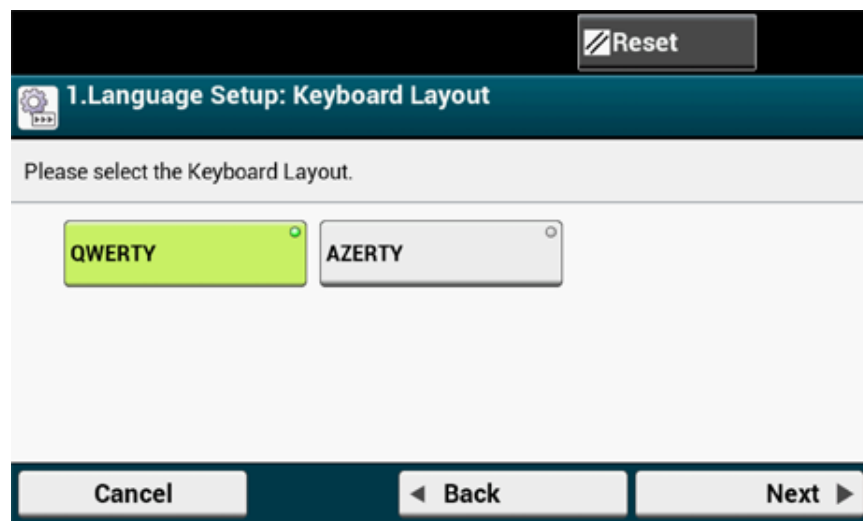 Reset
1.Language Setup: Keyboard Layout
Please select the Keyboard Layout.
QWERTY AZERTY
Cancel ◀ Back Next ▶